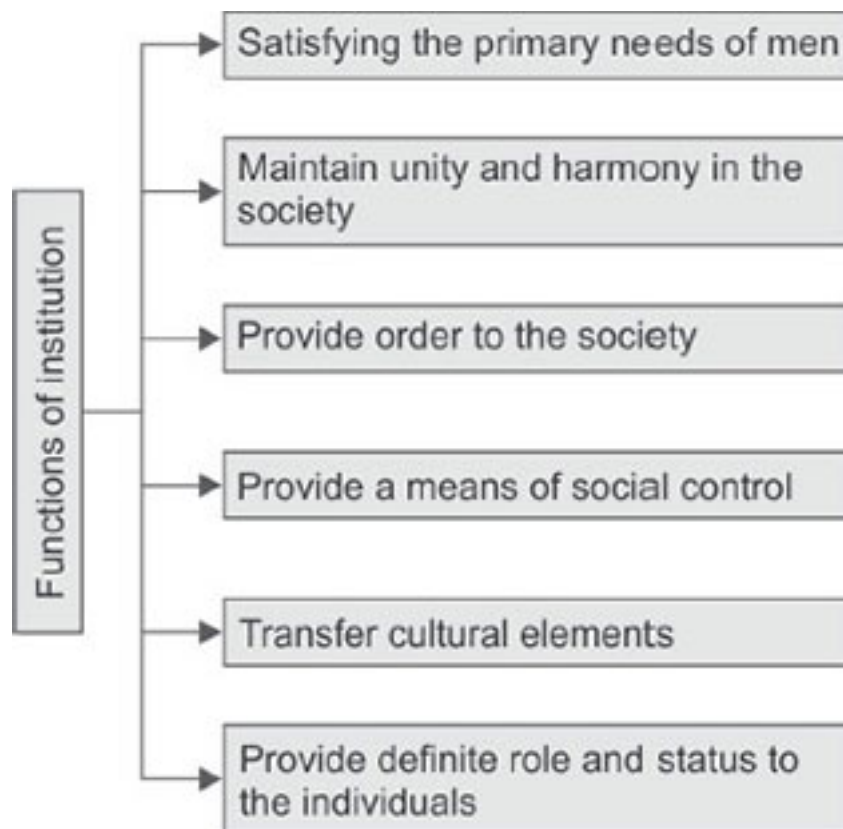 Functions of institution
Satisfying the primary needs of men
Maintain unity and harmony in the
society
Provide order to the society
Provide a means of social control
Transfer cultural elements
Provide definite role and status to
the individuals